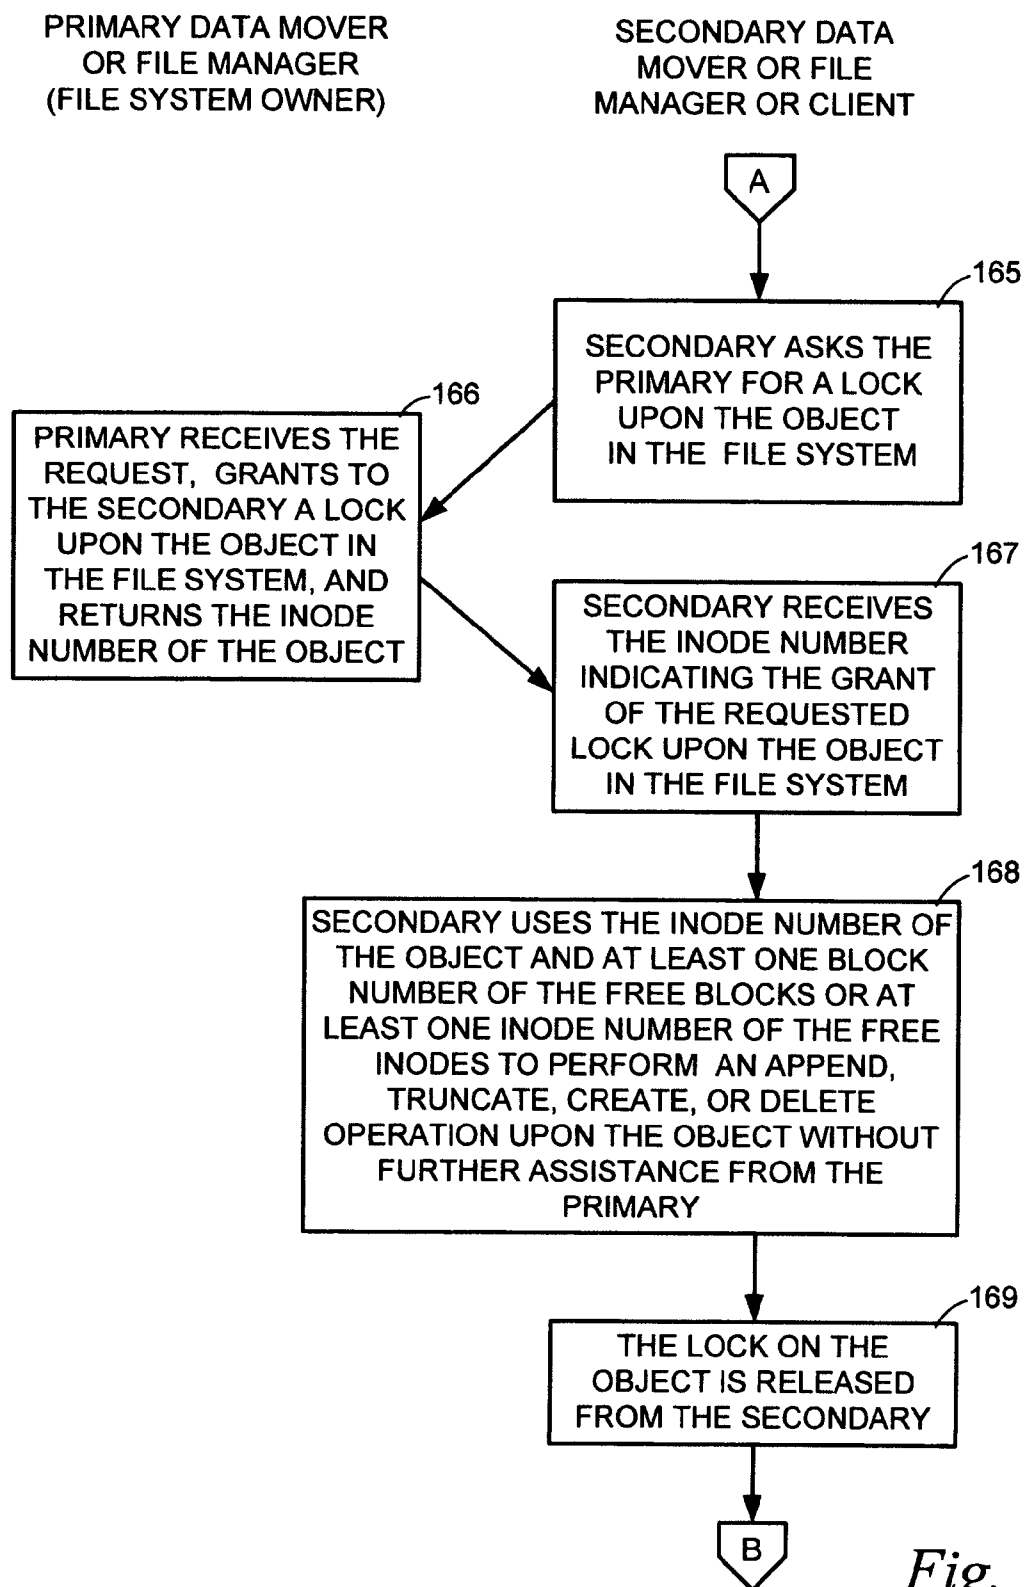 PRIMARY DATA MOVER
OR FILE MANAGER
(FILE SYSTEM OWNER)
SECONDARY DATA
MOVER OR FILE
MANAGER OR CLIENT
A
165
SECONDARY ASKS THE
PRIMARY FOR A LOCK
UPON THE OBJECT
IN THE FILE SYSTEM
166
PRIMARY RECEIVES THE
REQUEST, GRANTS TO
THE SECONDARY A LOCK
UPON THE OBJECT IN
THE FILE SYSTEM, AND
RETURNS THE INODE
NUMBER OF THE OBJECT
167
SECONDARY RECEIVES
THE INODE NUMBER
INDICATING THE GRANT
OF THE REQUESTED
LOCK UPON THE OBJECT
IN THE FILE SYSTEM
168
SECONDARY USES THE INODE NUMBER OF
THE OBJECT AND AT LEAST ONE BLOCK
NUMBER OF THE FREE BLOCKS OR AT
LEAST ONE INODE NUMBER OF THE FREE
INODES TO PERFORM AN APPEND,
TRUNCATE, CREATE, OR DELETE
OPERATION UPON THE OBJECT WITHOUT
FURTHER ASSISTANCE FROM THE
PRIMARY
169
THE LOCK ON THE
OBJECT IS RELEASED
FROM THE SECONDARY
B
Fig.